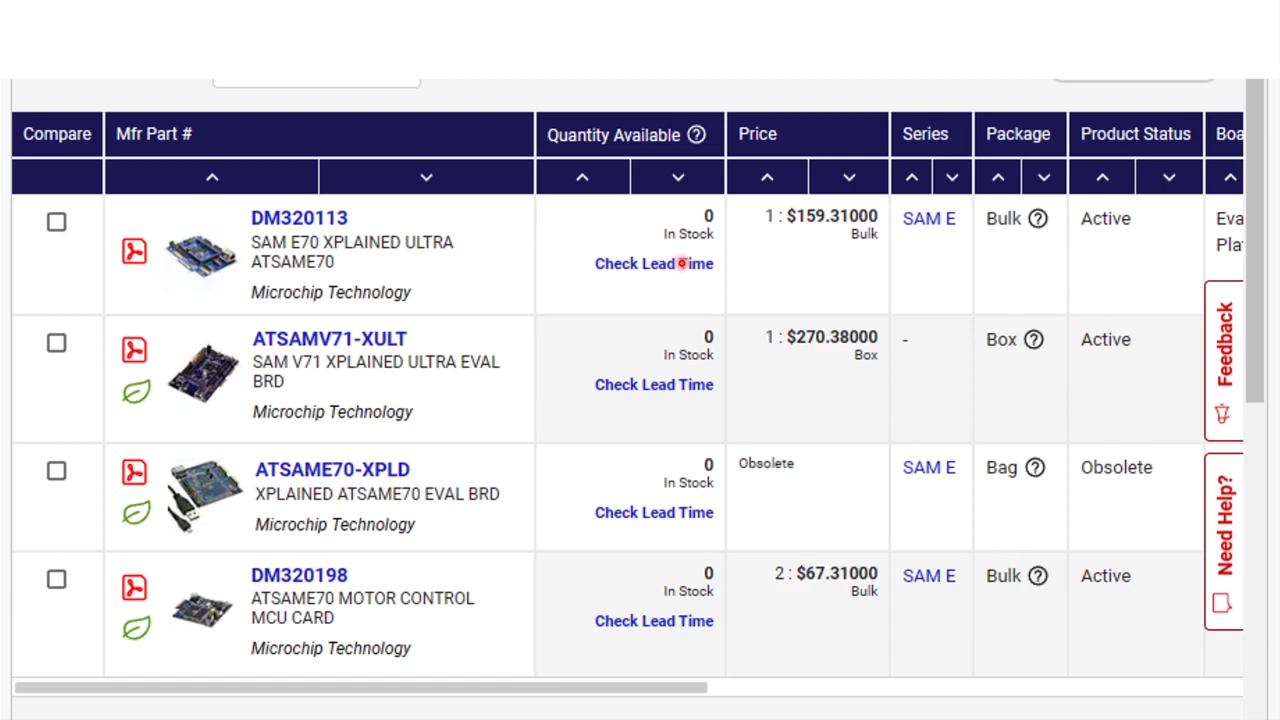 Compare Mfr Part # Quantity Available ? Price Series Package Product Status
DM320113
SAM E70 XPLAINED ULTRA
ATSAME70
Microchip Technology
0
In Stock
Check Lead Time
1 : $159.31000
Bulk
SAM E
Bulk ?
Active
ATSAMV71-XULT
SAM V71 XPLAINED ULTRA EVAL
BRD
Microchip Technology
0
In Stock
Check Lead Time
1 : $270.38000
Box
-
Box ?
Active
ATSAME70-XPLD
XPLAINED ATSAME70 EVAL BRD
Microchip Technology
0
In Stock
Check Lead Time
Obsolete
SAM E
Bag ?
Obsolete
DM320198
ATSAME70 MOTOR CONTROL
MCU CARD
Microchip Technology
0
In Stock
Check Lead Time
2 : $67.31000
Bulk
SAM E
Bulk ?
Active
Feedback
Need Help?